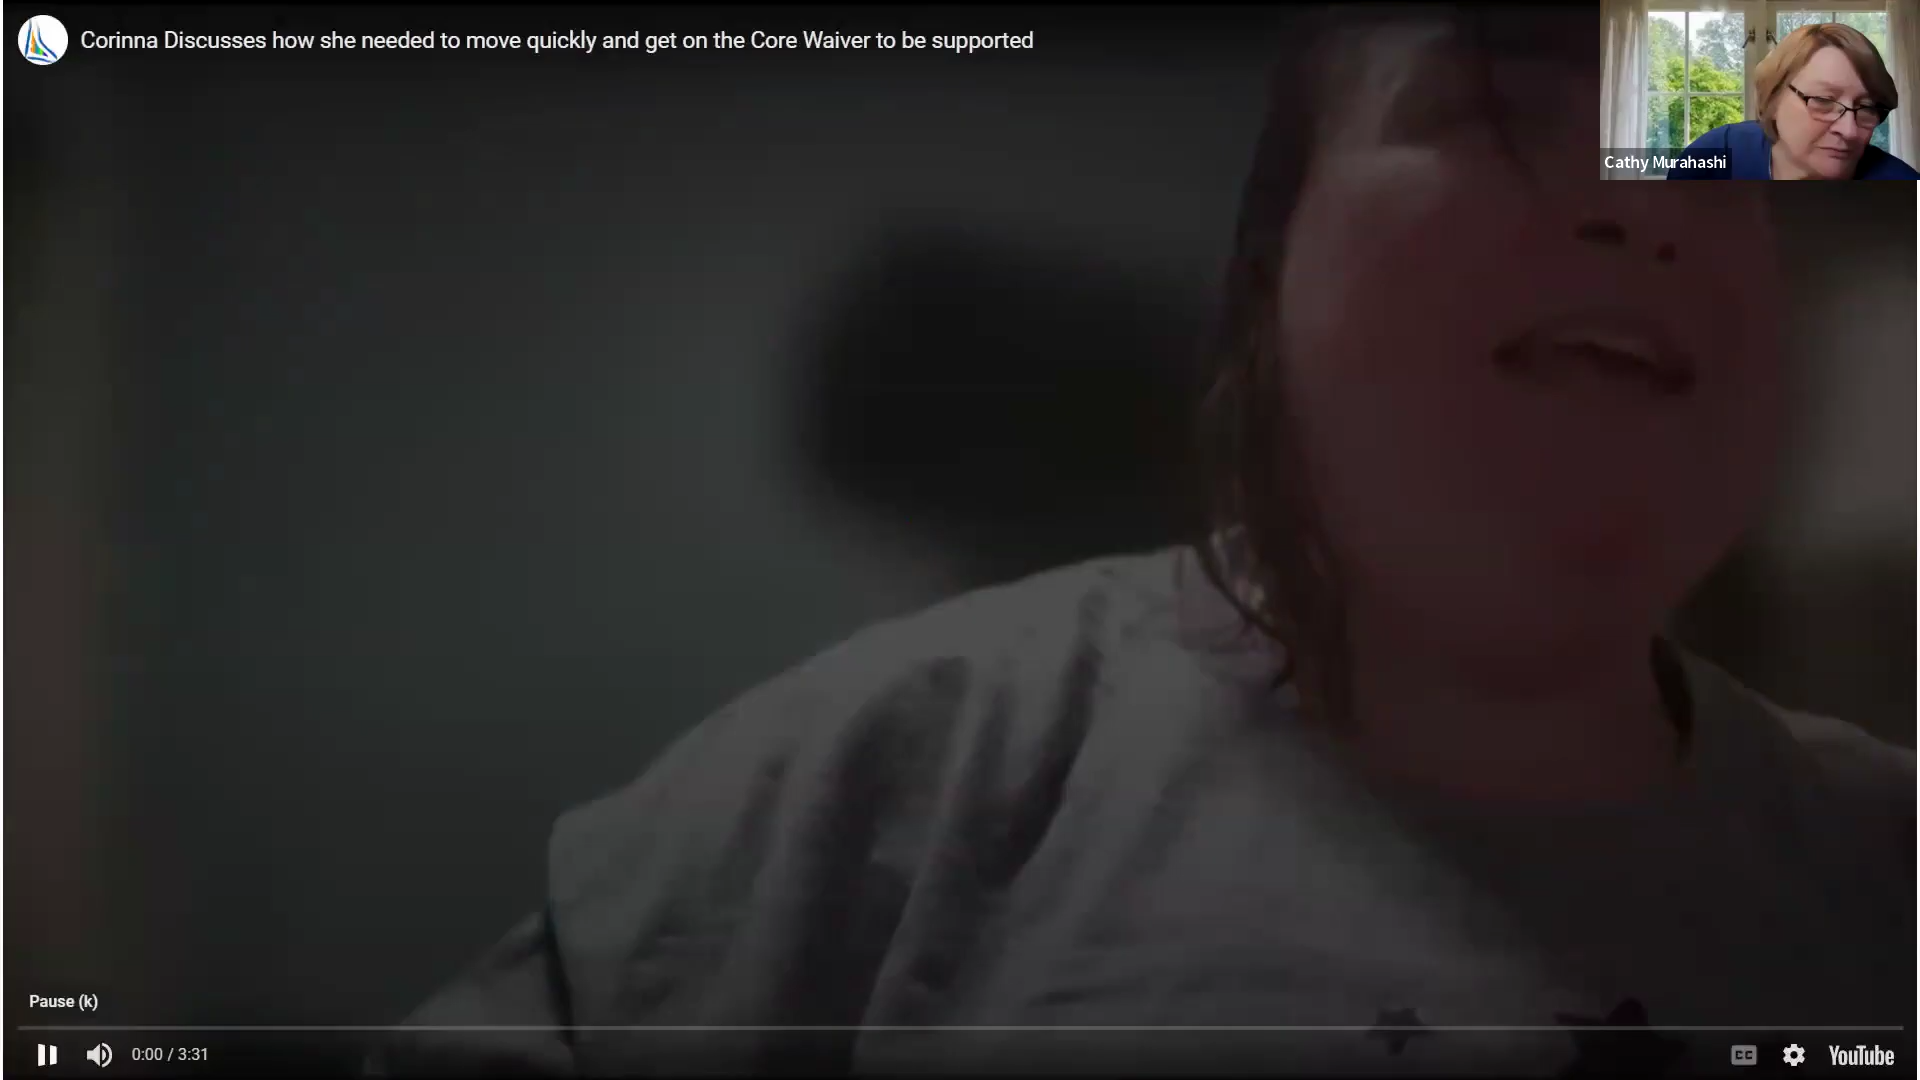 Corinna Discusses how she needed to move quickly and get on the Core Waiver to be supported
Cathy Murahashi
Pause (k)
0:00 / 3:31
CC
YouTube